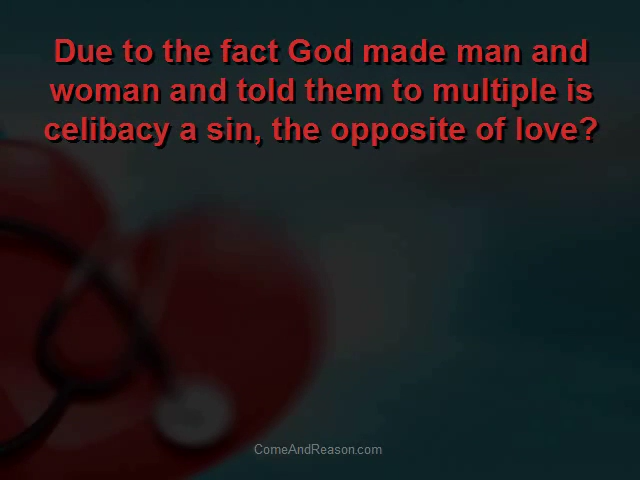 Due to the fact God made man and
woman and told them to multiple is
celibacy a sin, the opposite of love?
ComeAndReason.com